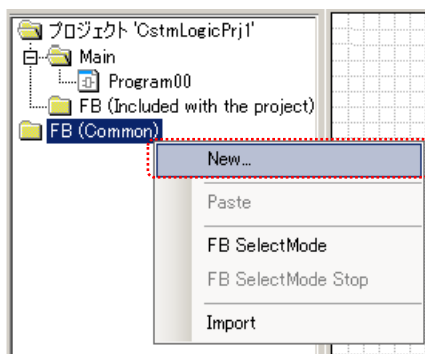 プロジェクト 'CstmLogicPrj1'
Main
Program00
FB (Included with the project)
FB (Common)
New...
Paste
FB SelectMode
FB SelectMode Stop
Import